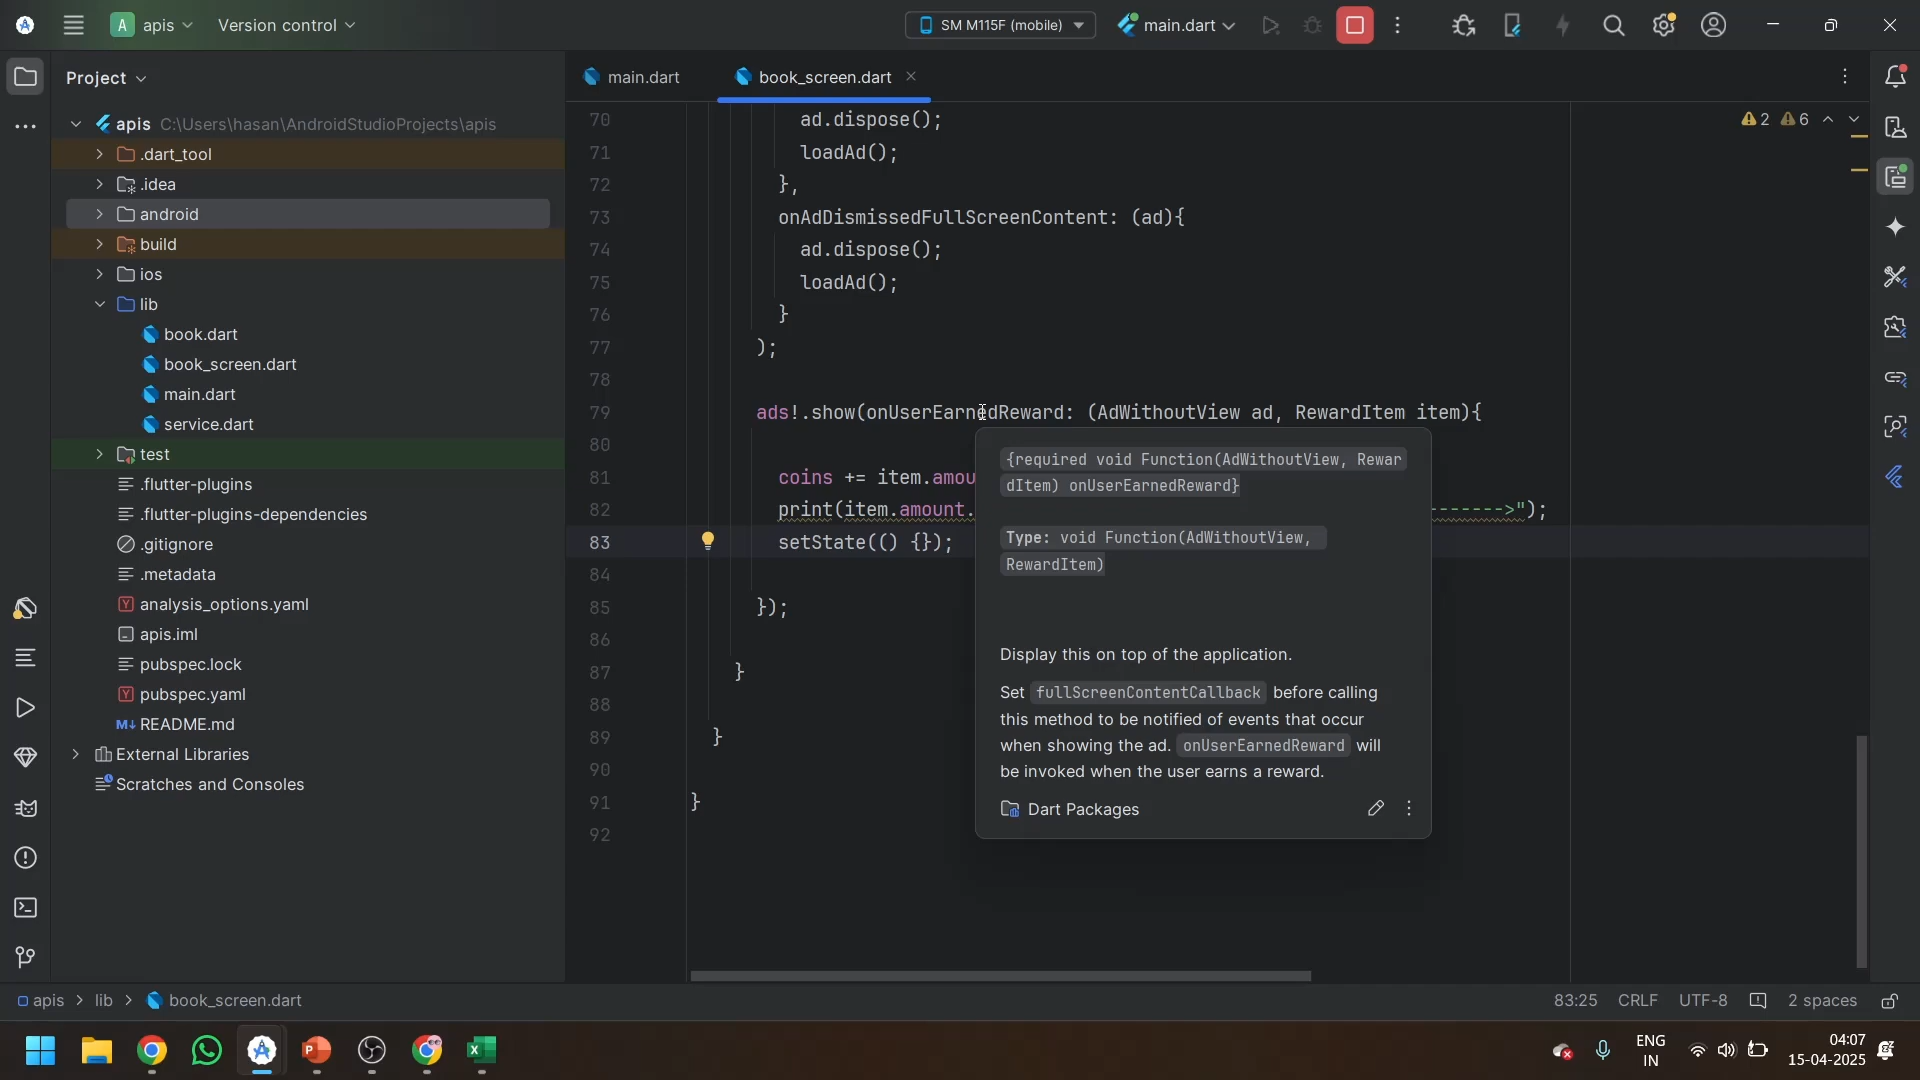 A apis Version control SM M115F (mobile) main.dart
Project
main.dart book_screen.dart
apis C:\Users\hasan\AndroidStudioProjects\apis
.dart_tool
.idea
android
build
ios
lib
book.dart
book_screen.dart
main.dart
service.dart
test
.flutter-plugins
.flutter-plugins-dependencies
.gitignore
.metadata
analysis_options.yaml
apis.iml
pubspec.lock
pubspec.yaml
README.md
External Libraries
Scratches and Consoles
2 6
70 ad.dispose();
71 loadAd();
72 },
73 onAdDismissedFullScreenContent: (ad){
74 ad.dispose();
75 loadAd();
76 }
77 );
78
79 ads!.show(onUserEarnedReward: (AdWithoutView ad, RewardItem item){
80
81 coins += item.amou
82 print(item.amount. ------->");
83 setState(() {});
84
85 });
86
87 }
88
89 }
90
91 }
92
{required void Function(AdWithoutView, Rewar
dItem) onUserEarnedReward}
Type: void Function(AdWithoutView,
RewardItem)
Display this on top of the application.
Set fullScreenContentCallback before calling
this method to be notified of events that occur
when showing the ad. onUserEarnedReward will
be invoked when the user earns a reward.
Dart Packages
apis > lib > book_screen.dart 83:25 CRLF UTF-8 2 spaces
ENG
IN
04:07
15-04-2025